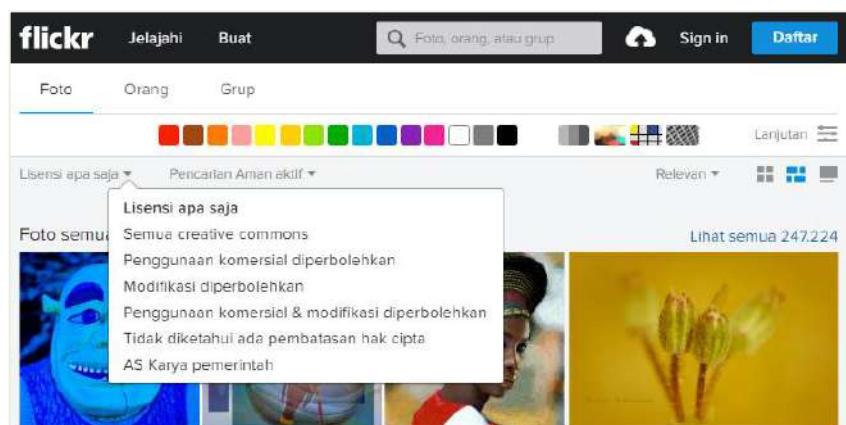 flickr Jelajahi Buat Foto, orang, atau grup Sign in Daftar
Foto Orang Grup
Lanjutan
Lisensi apa saja Pencarian Aman aktif Relevan
Lisensi apa saja
Foto semua Lihat semua 247.224
Semua creative commons
Penggunaan komersial diperbolehkan
Modifikasi diperbolehkan
Penggunaan komersial & modifikasi diperbolehkan
Tidak diketahui ada pembatasan hak cipta
AS Karya pemerintah